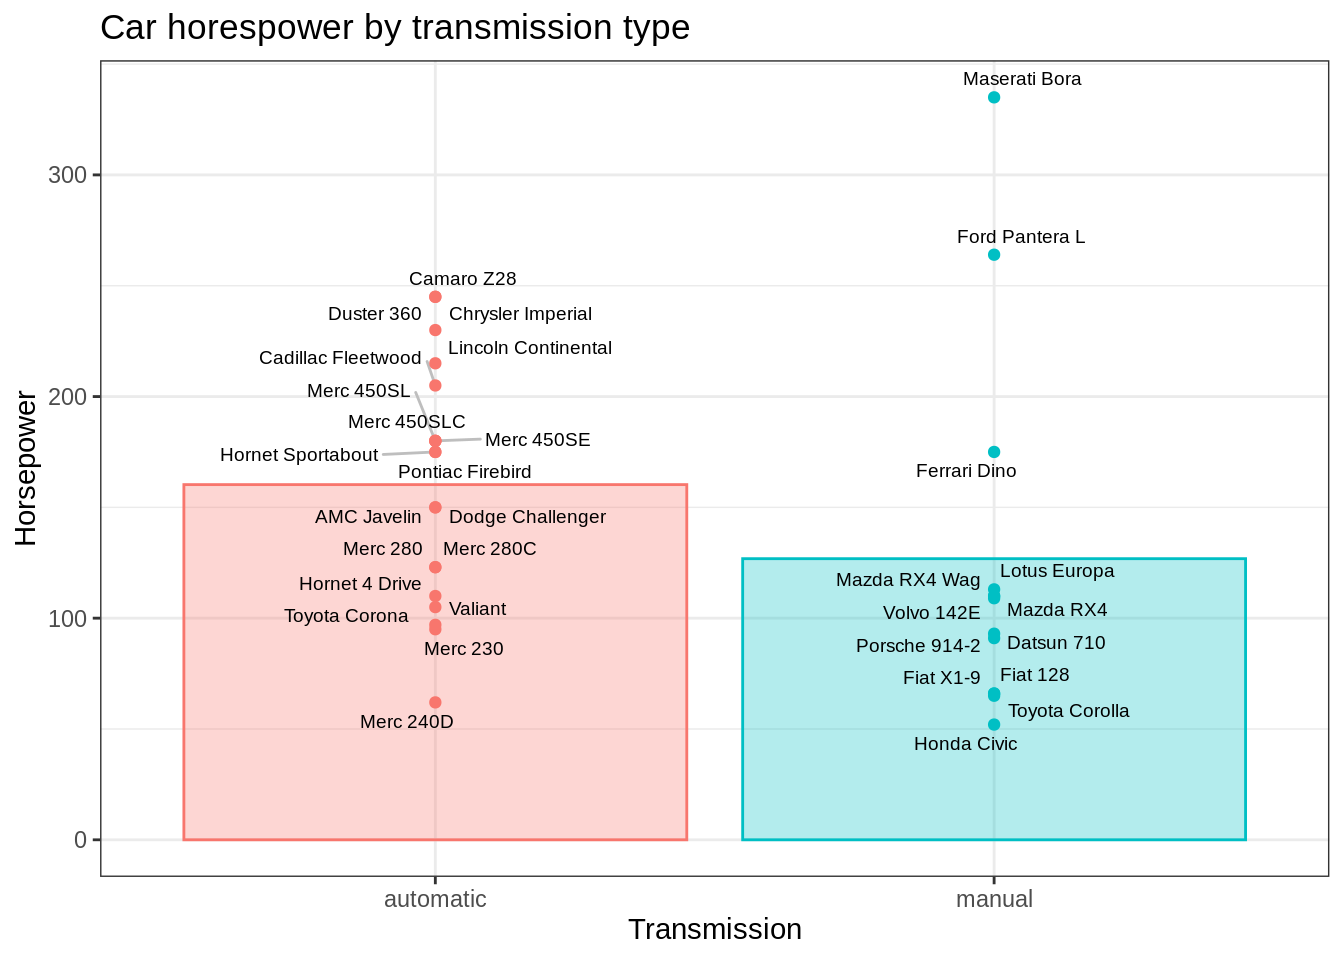 Car horespower by transmission type
Horsepower
300
200
100
0
Maserati Bora
Ford Pantera L
Camaro Z28
Duster 360
Chrysler Imperial
Lincoln Continental
Cadillac Fleetwood
Merc 450SL
Merc 450SLC
Merc 450SE
Hornet Sportabout
Pontiac Firebird
Ferrari Dino
AMC Javelin
Dodge Challenger
Merc 280
Merc 280C
Hornet 4 Drive
Toyota Corona
Valiant
Merc 230
Merc 240D
Lotus Europa
Mazda RX4 Wag
Mazda RX4
Volvo 142E
Datsun 710
Porsche 914-2
Fiat 128
Fiat X1-9
Toyota Corolla
Honda Civic
automatic
manual
Transmission